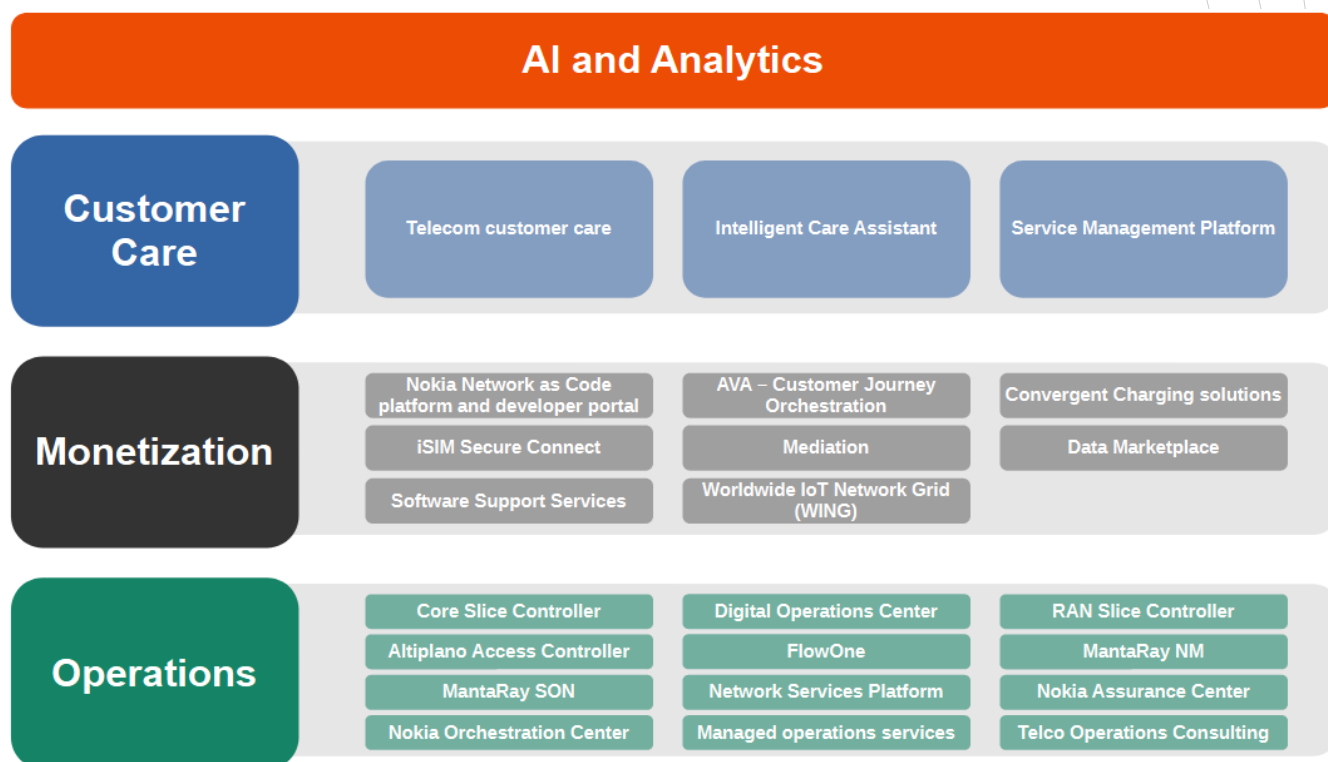 AI and Analytics
Customer
Care
Telecom customer care
Intelligent Care Assistant
Service Management Platform
Monetization
Nokia Network as Code
platform and developer portal
AVA – Customer Journey
Orchestration
Convergent Charging solutions
iSIM Secure Connect
Mediation
Data Marketplace
Software Support Services
Worldwide IoT Network Grid
(WING)
Operations
Core Slice Controller
Digital Operations Center
RAN Slice Controller
Altiplano Access Controller
FlowOne
MantaRay NM
MantaRay SON
Network Services Platform
Nokia Assurance Center
Nokia Orchestration Center
Managed operations services
Telco Operations Consulting